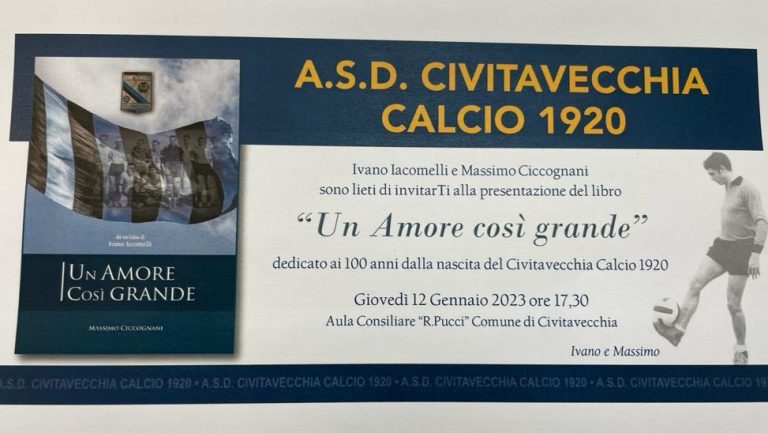 A.S.D. CIVITAVECCHIA
CALCIO 1920
Ivano Iacomelli e Massimo Ciccognani
sono lieti di invitarTi alla presentazione del libro
“Un Amore così grande”
dedicato ai 100 anni dalla nascita del Civitavecchia Calcio 1920
Giovedì 12 Gennaio 2023 ore 17,30
Aula Consiliare “R.Pucci” Comune di Civitavecchia
Ivano e Massimo
da un'idea di
Ivano Iacomelli
UN AMORE
COSÌ GRANDE
MASSIMO CICCOGNANI
A.S.D. CIVITAVECCHIA CALCIO 1920 • A.S.D. CIVITAVECCHIA CALCIO 1920 • A.S.D. CIVITAVECCHIA CALCIO 1920 • A.S.D. CIVITAVECCHIA CALCIO 19